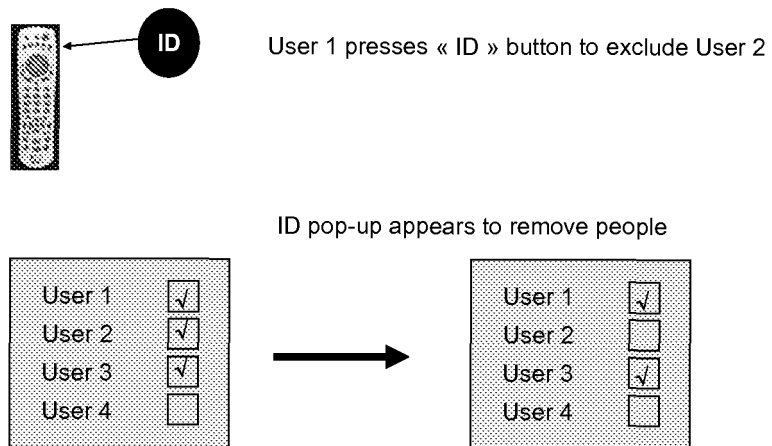 ID
User 1 presses « ID » button to exclude User 2
ID pop-up appears to remove people
User 1 √
User 2 √
User 3 √
User 4
User 1 √
User 2
User 3 √
User 4